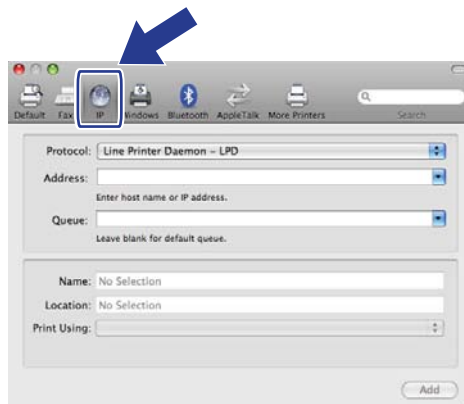 Default Fax IP Windows Bluetooth AppleTalk More Printers Search
Protocol: Line Printer Daemon – LPD
Address:
Enter host name or IP address.
Queue:
Leave blank for default queue.
Name: No Selection
Location: No Selection
Print Using:
Add